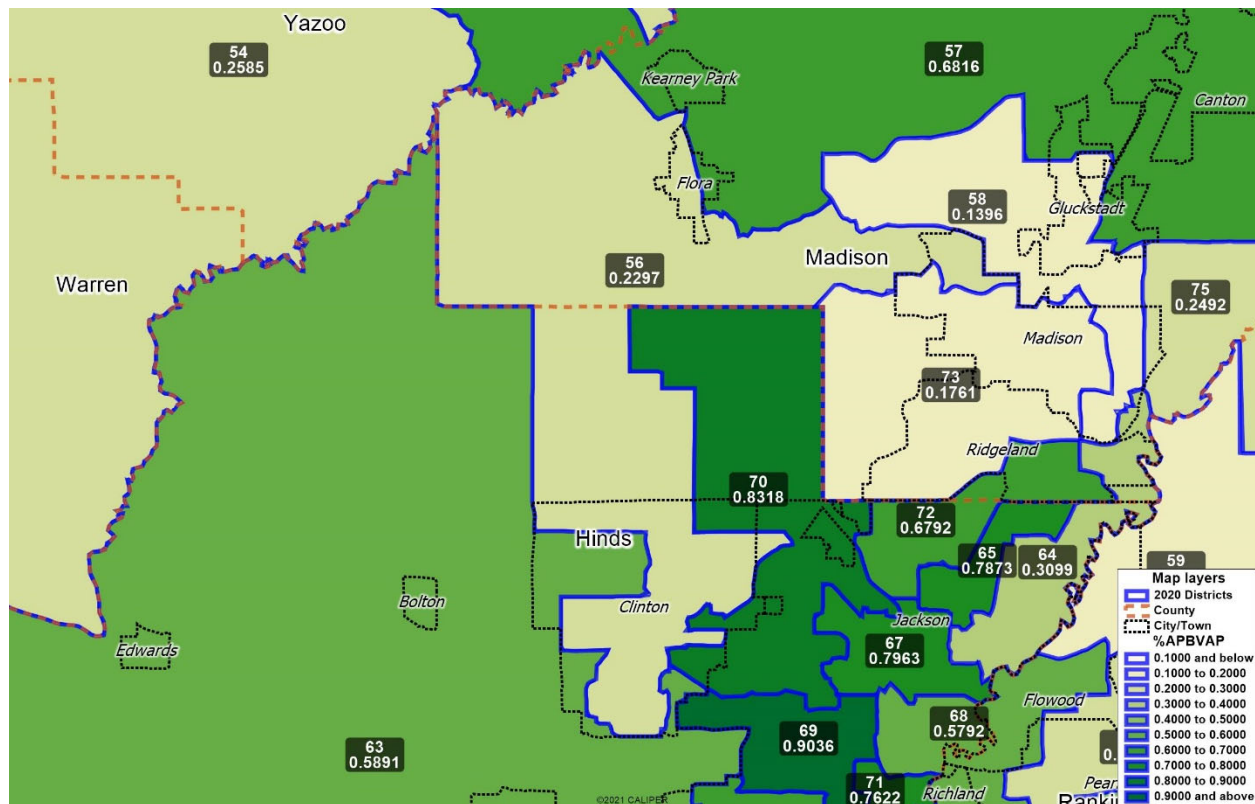 Yazoo
54
0.2585
57
0.6816
Kearney Park
Canton
Flora
58
0.1396
Gluckstadt
Warren
56
0.2297
Madison
75
0.2492
Madison
73
0.1761
Ridgeland
70
0.8318
72
0.6792
65
0.7873
64
0.3099
59
Hinds
Bolton
Clinton
Jackson
Edwards
67
0.7963
Flowood
63
0.5891
69
0.9036
68
0.5792
71
0.7622
Richland
©2021 CALIPER
Map layers
2020 Districts
County
City/Town
%APBVAP
0.1000 and below
0.1000 to 0.2000
0.2000 to 0.3000
0.3000 to 0.4000
0.4000 to 0.5000
0.5000 to 0.6000
0.6000 to 0.7000
0.7000 to 0.8000
0.8000 to 0.9000
0.9000 and above